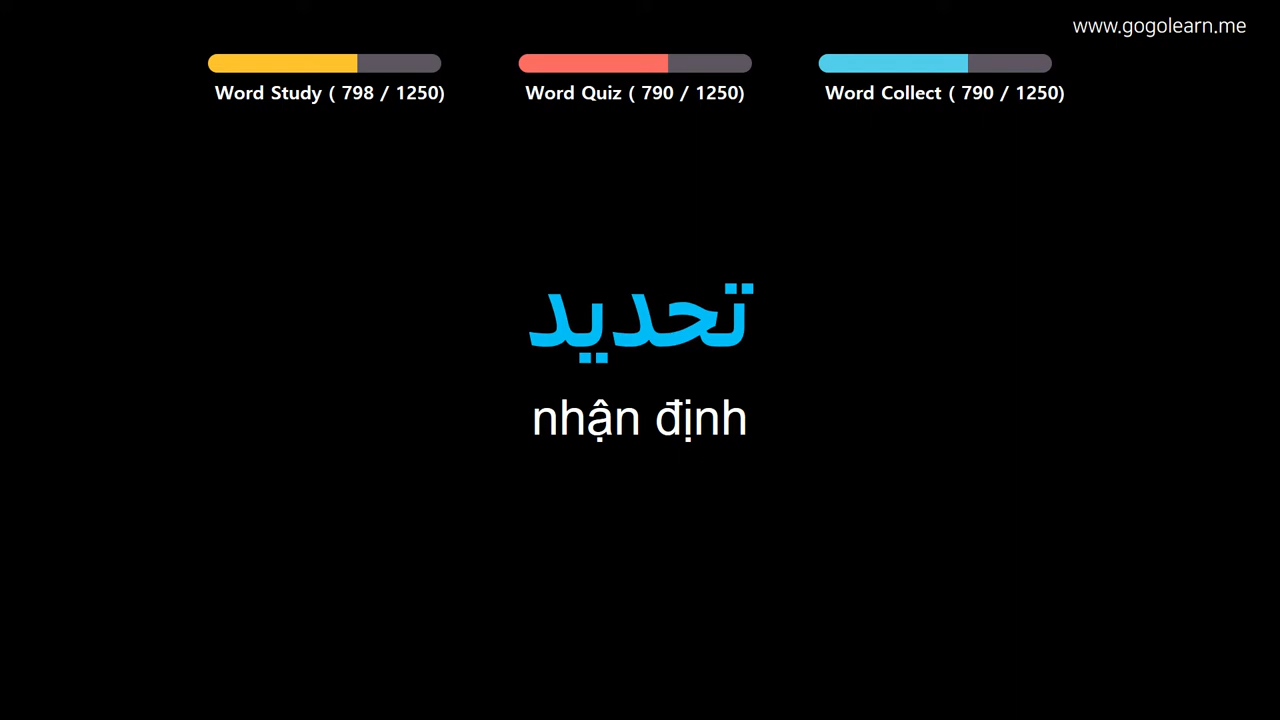 www.gogolearn.me
Word Study ( 798 / 1250)
Word Quiz ( 790 / 1250)
Word Collect ( 790 / 1250)
تحديد
nhận định